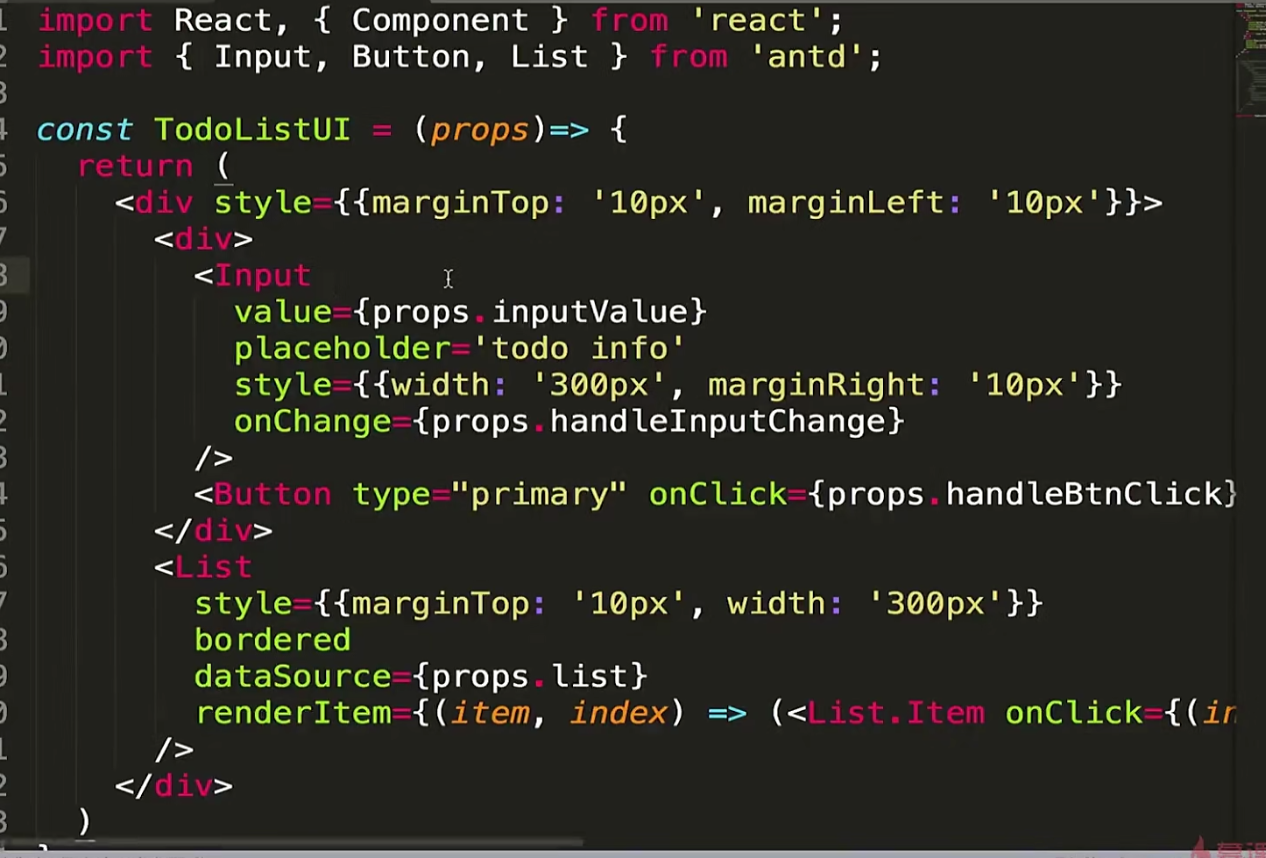 1 import React, { Component } from 'react';
2 import { Input, Button, List } from 'antd';
3
4 const TodoListUI = (props)=> {
5   return (
6     <div style={{marginTop: '10px', marginLeft: '10px'}}>
7       <div>
8         <Input
9           value={props.inputValue}
0           placeholder='todo info'
1           style={{width: '300px', marginRight: '10px'}}
2           onChange={props.handleInputChange}
3         />
4         <Button type="primary" onClick={props.handleBtnClick}
5       </div>
6       <List
7         style={{marginTop: '10px', width: '300px'}}
8         bordered
9         dataSource={props.list}
0         renderItem={(item, index) => (<List.Item onClick={(in
1       />
2     </div>
3   )